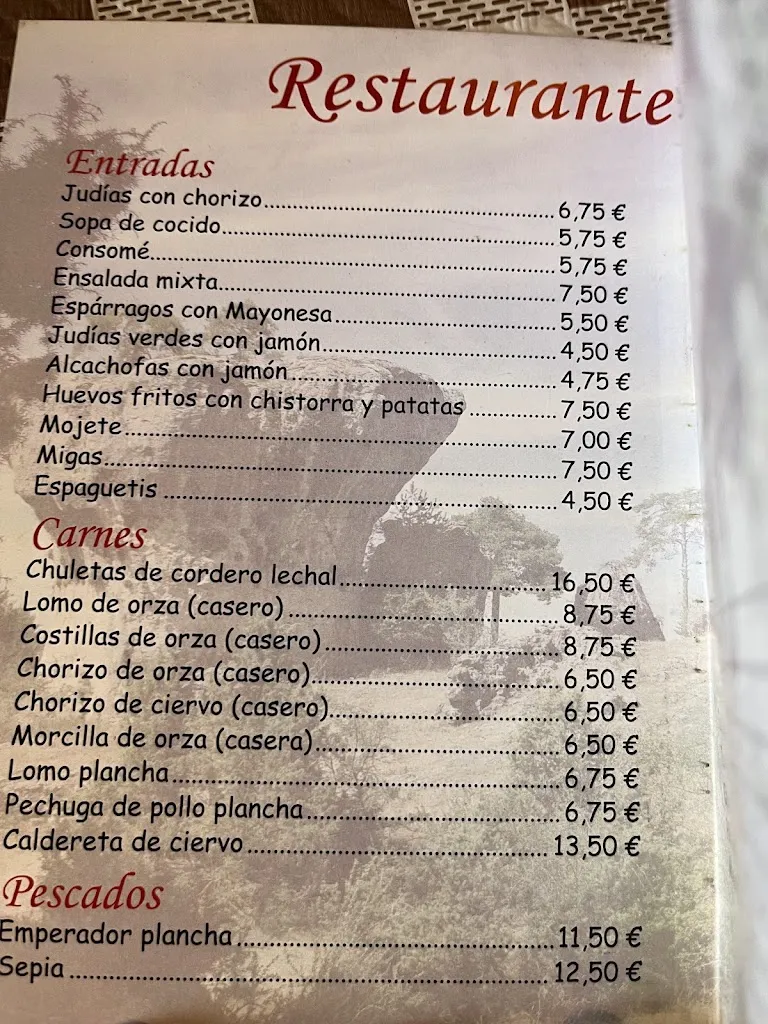 Restaurante
Entradas
Judías con chorizo 6,75 €
Sopa de cocido 5,75 €
Consomé 5,75 €
Ensalada mixta 7,50 €
Espárragos con Mayonesa 5,50 €
Judías verdes con jamón 4,50 €
Alcachofas con jamón 4,75 €
Huevos fritos con chistorra y patatas 7,50 €
Mojete 7,00 €
Migas 7,50 €
Espaguetis 4,50 €
Carnes
Chuletas de cordero lechal 16,50 €
Lomo de orza (casero) 8,75 €
Costillas de orza (casero) 8,75 €
Chorizo de orza (casero) 6,50 €
Chorizo de ciervo (casero) 6,50 €
Morcilla de orza (casera) 6,50 €
Lomo plancha 6,75 €
Pechuga de pollo plancha 6,75 €
Caldereta de ciervo 13,50 €
Pescados
Emperador plancha 11,50 €
Sepia 12,50 €